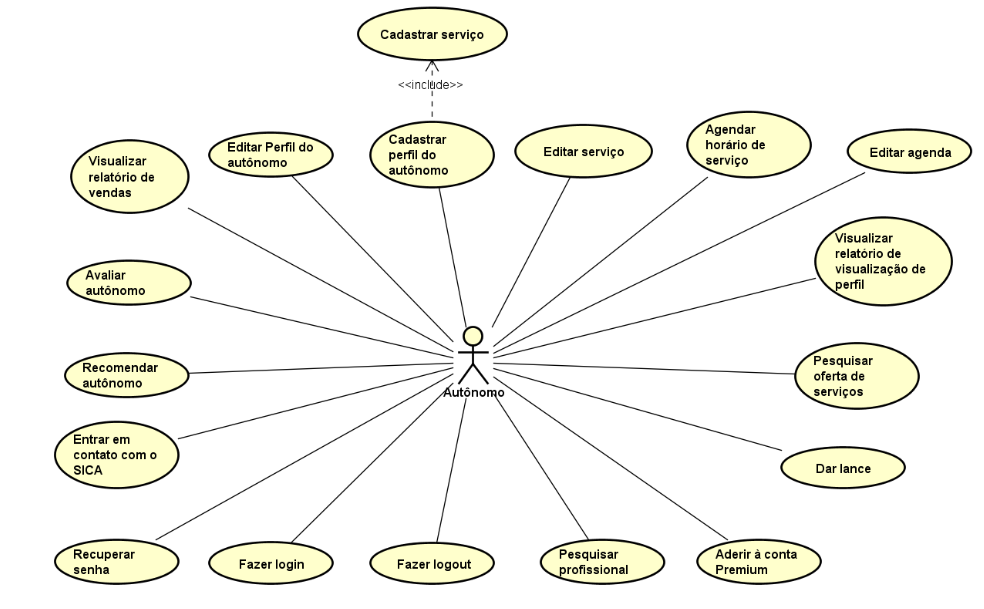 Cadastrar serviço
<<include>>
Visualizar
relatório de
vendas
Editar Perfil do
autônomo
Cadastrar
perfil do
autônomo
Editar serviço
Agendar
horário de
serviço
Editar agenda
Visualizar
relatório de
visualização de
perfil
Avaliar
autônomo
Recomendar
autônomo
Autônomo
Pesquisar
oferta de
serviços
Entrar em
contato com o
SICA
Dar lance
Recuperar
senha
Fazer login
Fazer logout
Pesquisar
profissional
Aderir à conta
Premium